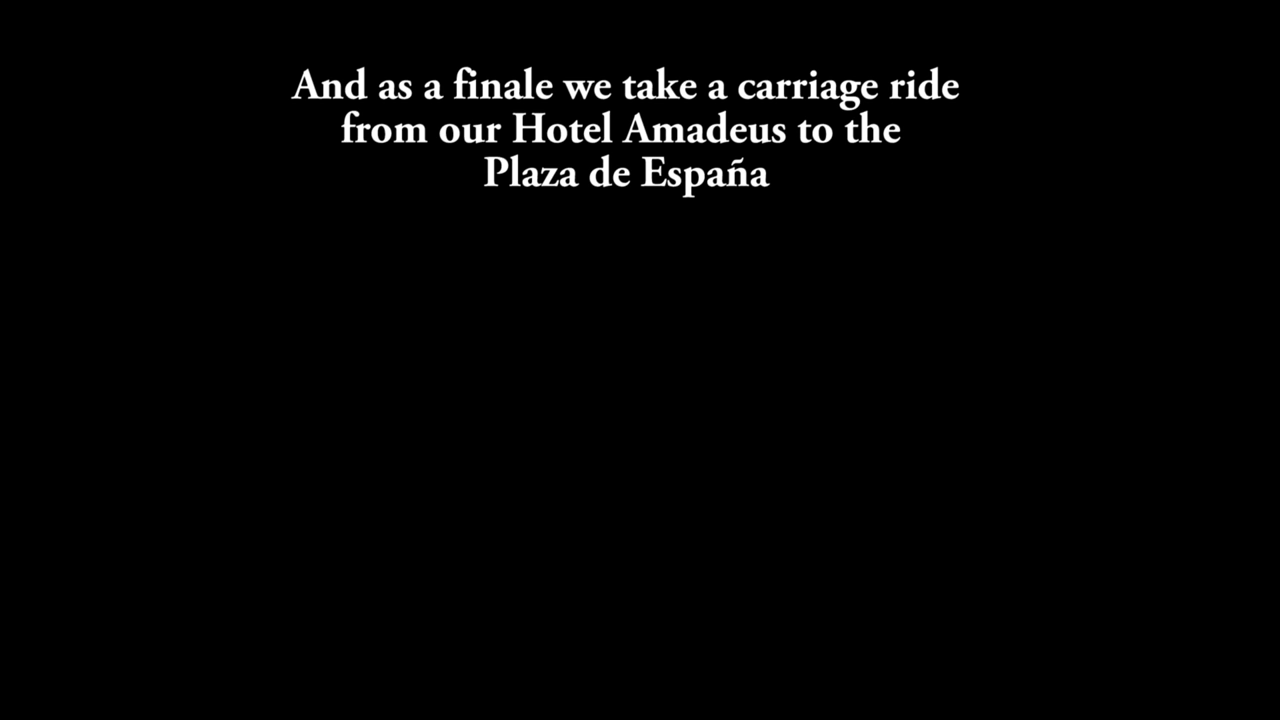 And as a finale we take a carriage ride
from our Hotel Amadeus to the
Plaza de España